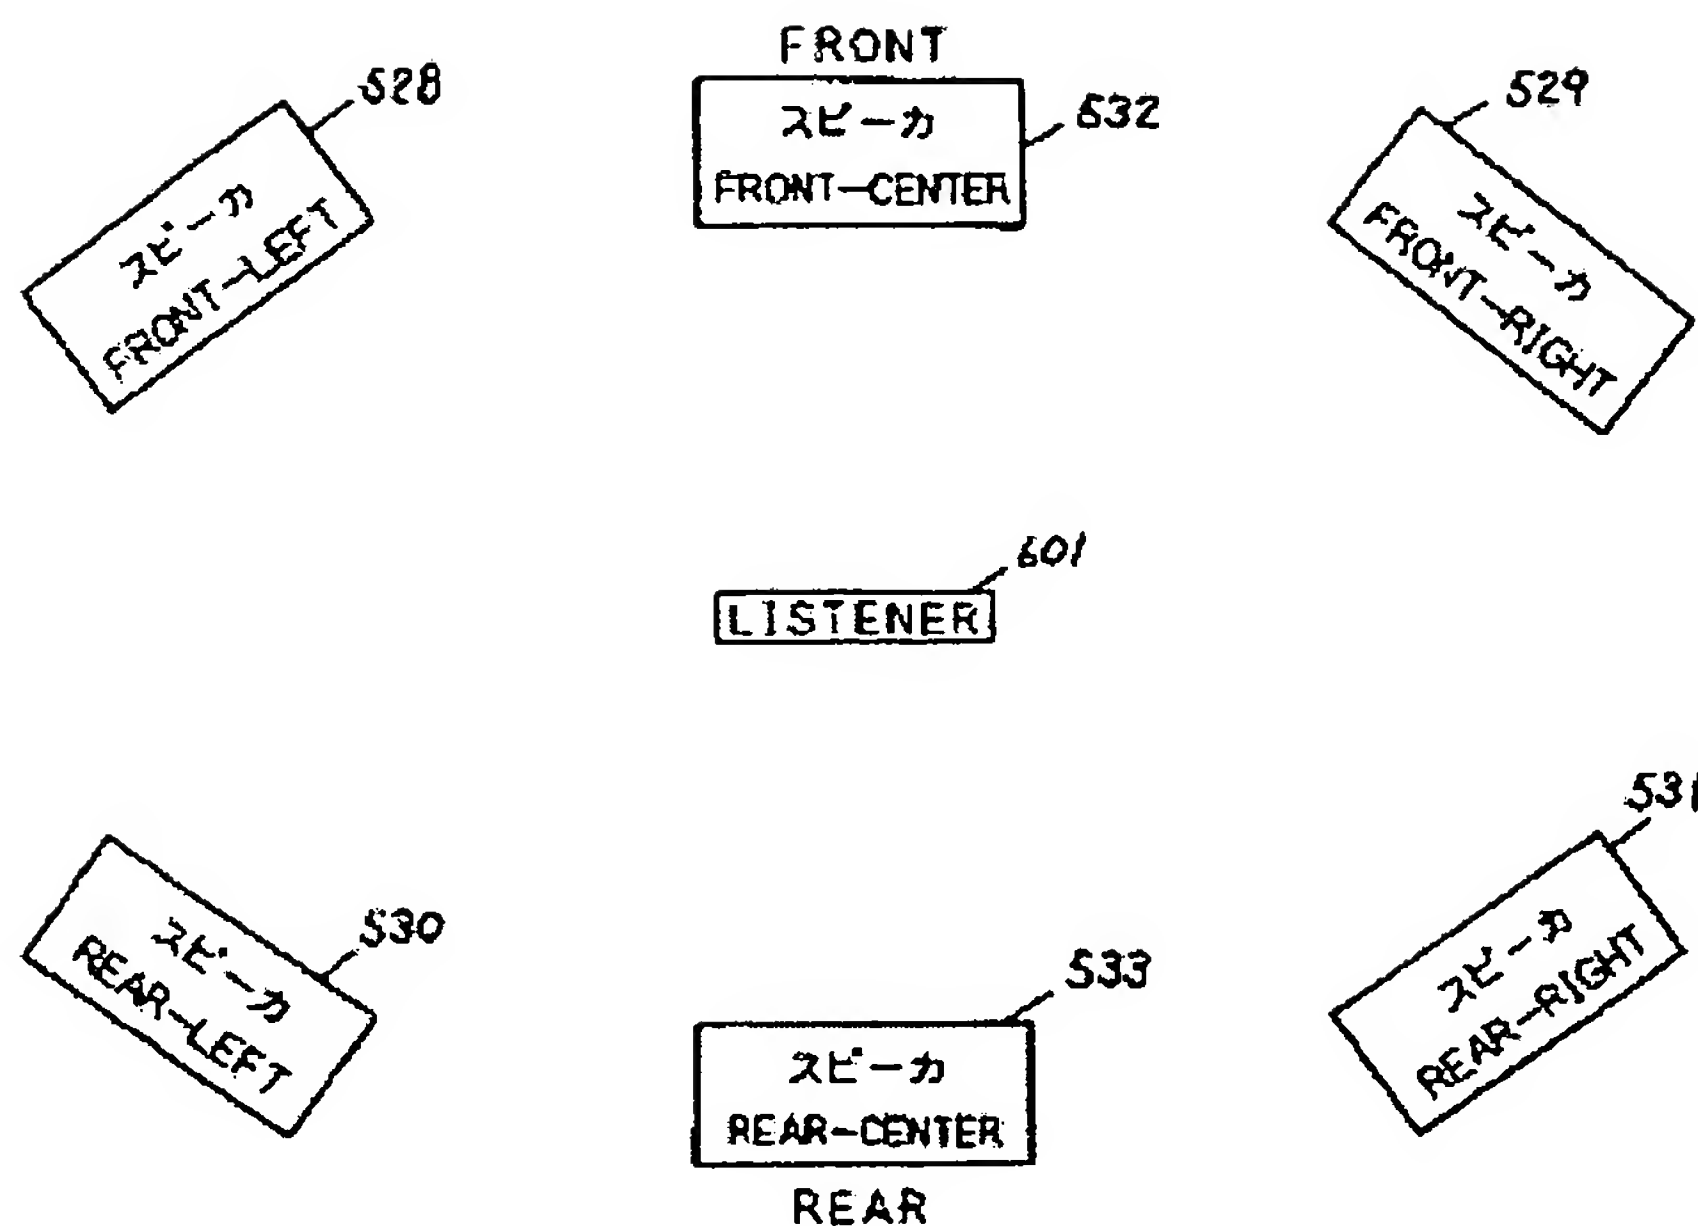 FRONT
528
スピーカ
FRONT-LEFT
スピーカ
FRONT-CENTER
532
529
スピーカ
FRONT-RIGHT
601
LISTENER
530
スピーカ
REAR-LEFT
533
スピーカ
REAR-CENTER
531
スピーカ
REAR-RIGHT
REAR